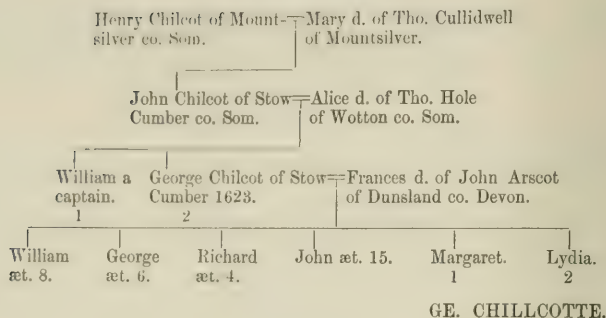 Henry Chilcot of Mount- Mary d. of Tho. Cullidwell
silver co. Som. of Mountsilver.
John Chilcot of Stow Alice d. of Tho. Hole
Cumber co. Som. of Wotton co. Som.
William a George Chilcot of Stow Frances d. of John Arscot
captain. Cumber 1623. of Dunsland co. Devon.
1 2
William George Richard John æt. 15. Margaret. Lydia.
æt. 8. æt. 6. æt. 4. 1 2
GE. CHILLCOTTE.